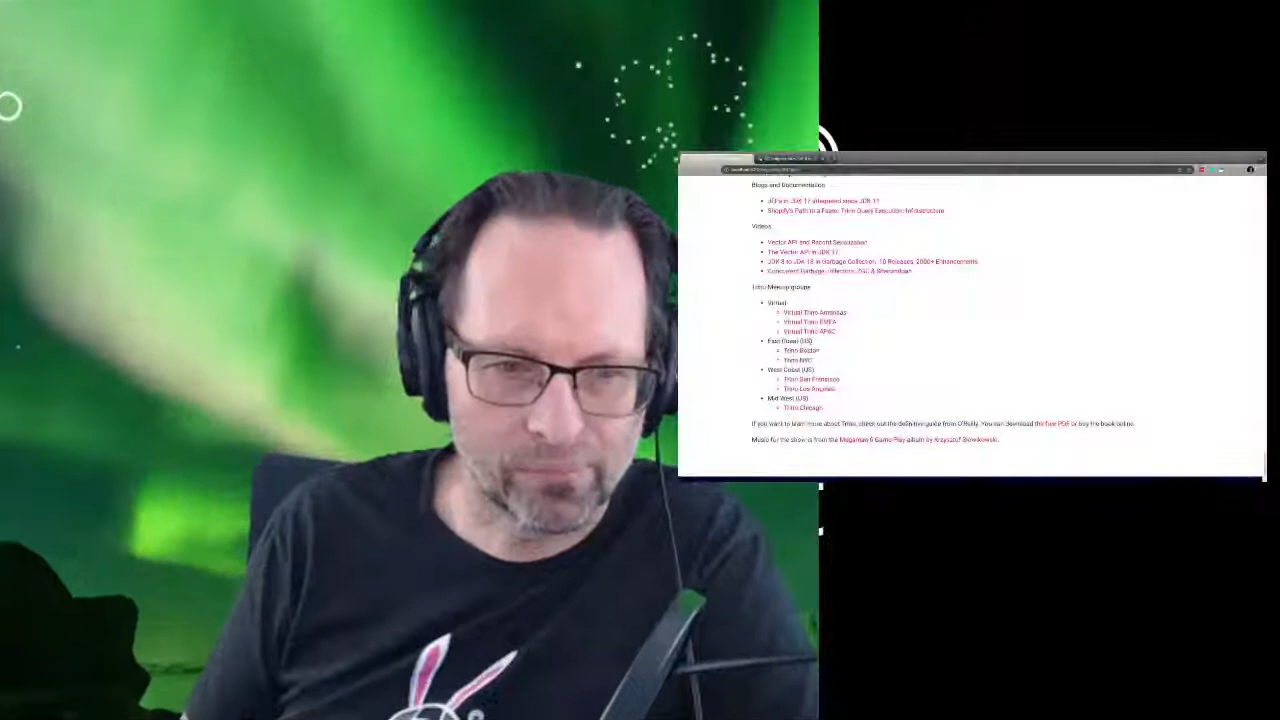 Blogs and Documentation
JEPs in JDK 17 integrated since JDK 11
Shopify's Path to a Faster Trino Query Execution: Infrastructure
Videos
Vector API and Record Serialization
The Vector API in JDK 17
JDK 8 to JDK 18 in Garbage Collection: 10 Releases, 2000+ Enhancements
Concurrent Garbage Collectors: ZGC & Shenandoah
Trino Meetup groups
Virtual
Virtual Trino Americas
Virtual Trino EMEA
Virtual Trino APAC
East Coast (US)
Trino Boston
Trino NYC
West Coast (US)
Trino San Francisco
Trino Los Angeles
Mid West (US)
Trino Chicago
If you want to learn more about Trino, check out the definitive guide from O'Reilly. You can download the free PDF or buy the book online.
Music for the show is from the Megaman 6 Game Play album by Krzysztof Słowikowski.